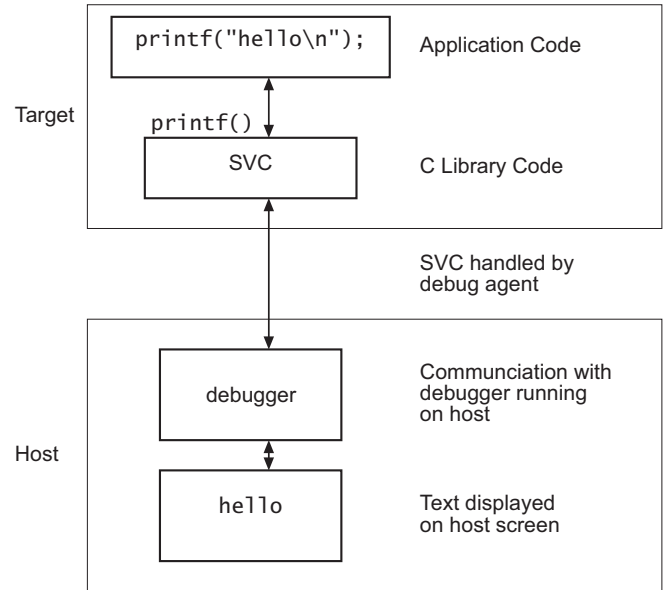 printf("hello\n");
Application Code
Target
printf()
SVC
C Library Code
SVC handled by
debug agent
debugger
Communciation with
debugger running
on host
Host
hello
Text displayed
on host screen